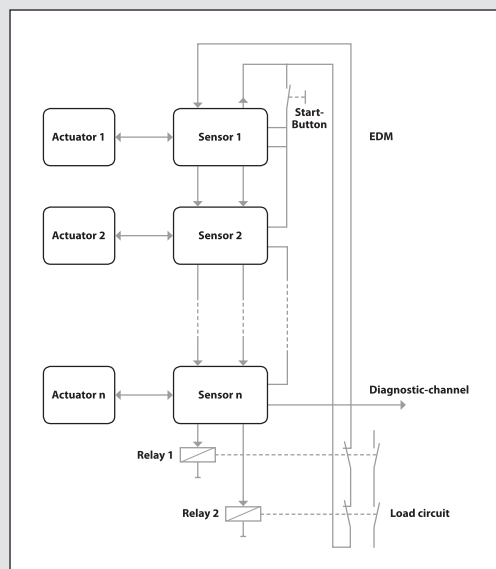 Actuator 1
Sensor 1
Start-
Button
EDM
Actuator 2
Sensor 2
Actuator n
Sensor n
Diagnostic-channel
Relay 1
Relay 2
Load circuit